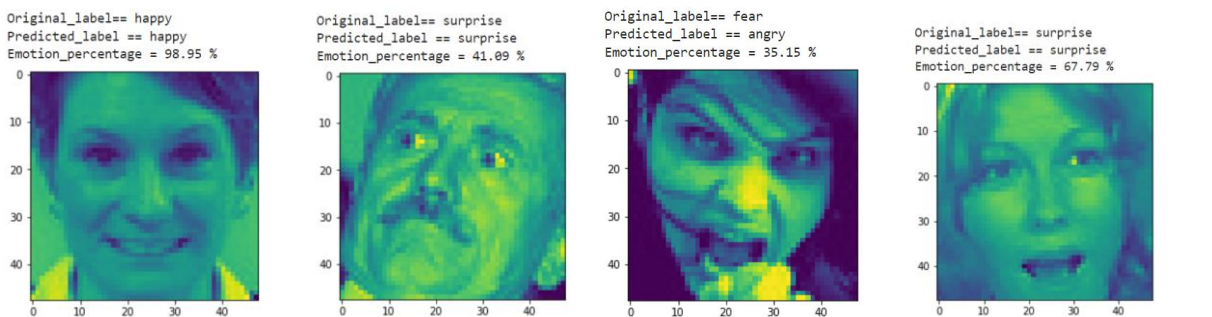 Original_label== happy
Predicted_label == happy
Emotion_percentage = 98.95 %
0
10
20
30
40
0 10 20 30 40
Original_label== surprise
Predicted_label == surprise
Emotion_percentage = 41.09 %
0
10
20
30
40
0 10 20 30 40
Original_label== fear
Predicted_label == angry
Emotion_percentage = 35.15 %
0
10
20
30
40
0 10 20 30 40
Original_label== surprise
Predicted_label == surprise
Emotion_percentage = 67.79 %
0
10
20
30
40
0 10 20 30 40